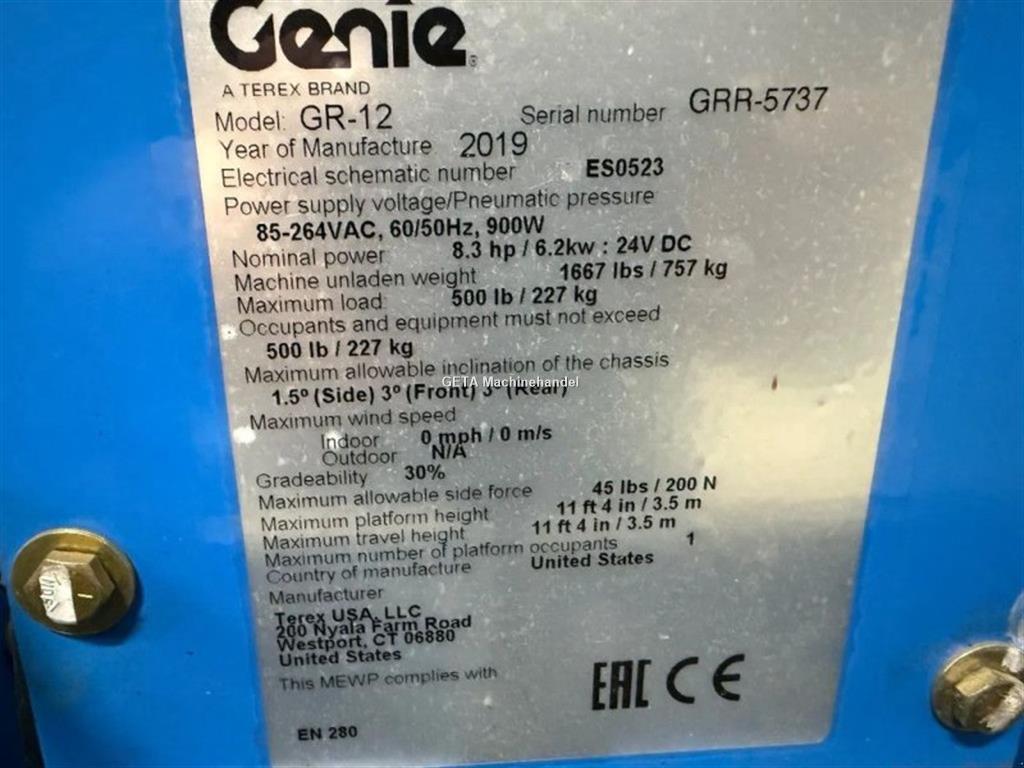 Genie®
A TEREX BRAND
Model: GR-12 Serial number GRR-5737
Year of Manufacture 2019
Electrical schematic number ES0523
Power supply voltage/Pneumatic pressure
85-264VAC, 60/50Hz, 900W
Nominal power 8.3 hp / 6.2kw : 24V DC
Machine unladen weight 1667 lbs / 757 kg
Maximum load: 500 lb / 227 kg
Occupants and equipment must not exceed
500 lb / 227 kg
Maximum allowable inclination of the chassis
GETA Machinehandel
1.5º (Side) 3º (Front) 3º (Rear)
Maximum wind speed
Indoor 0 mph / 0 m/s
Outdoor N/A
Gradeability 30%
Maximum allowable side force 45 lbs / 200 N
Maximum platform height 11 ft 4 in / 3.5 m
Maximum travel height 11 ft 4 in / 3.5 m
Maximum number of platform occupants 1
Country of manufacture United States
Manufacturer
Terex USA, LLC
200 Nyala Farm Road
Westport, CT 06880
United States
This MEWP complies with
EAC CE
EN 280